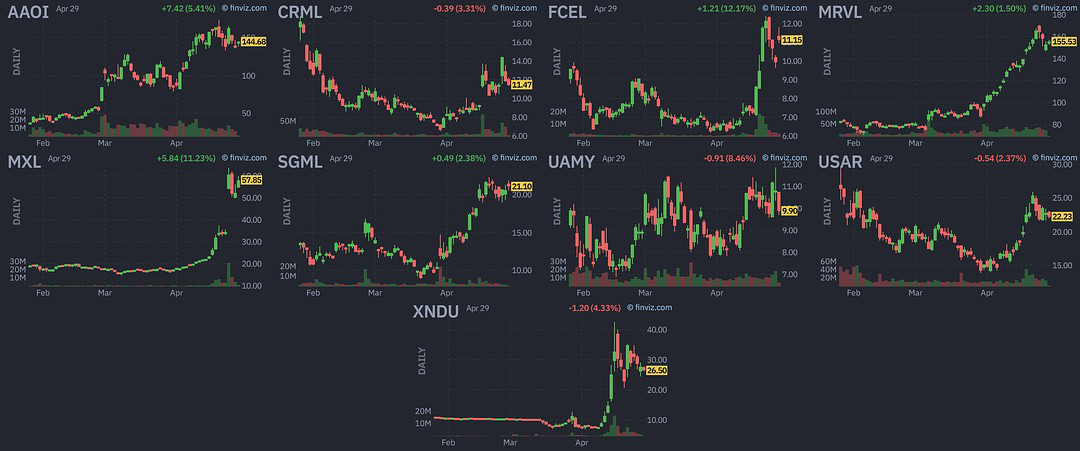 AAOI Apr 29 +7.42 (5.41%) © finviz.com
DAILY
144.68
100
50
30M
20M
10M
Feb Mar Apr
CRML Apr 29 -0.39 (3.31%) © finviz.com
DAILY
18.00
16.00
14.00
11.47
10.00
8.00
6.00
50M
Feb Mar Apr
FCEL Apr 29 +1.21 (12.17%) © finviz.com
DAILY
12.00
11.15
10.00
9.00
8.00
7.00
6.00
20M
10M
Feb Mar Apr
MRVL Apr 29 +2.30 (1.50%) © finviz.com
DAILY
180
155.53
140
120
100
80
100M
50M
Feb Mar Apr
MXL Apr 29 +5.84 (11.23%) © finviz.com
DAILY
57.85
50.00
40.00
30.00
20.00
10.00
30M
20M
10M
Feb Mar Apr
SGML Apr 29 +0.49 (2.38%) © finviz.com
DAILY
21.10
20.00
15.00
10.00
20M
10M
Feb Mar Apr
UAMY Apr 29 -0.91 (8.46%) © finviz.com
DAILY
12.00
11.00
9.90
9.00
8.00
7.00
30M
20M
10M
Feb Mar Apr
USAR Apr 29 -0.54 (2.37%) © finviz.com
DAILY
30.00
25.00
22.23
20.00
15.00
60M
40M
20M
Feb Mar Apr
XNDU Apr 29 -1.20 (4.33%) © finviz.com
DAILY
40.00
30.00
26.50
20.00
10.00
20M
10M
Feb Mar Apr